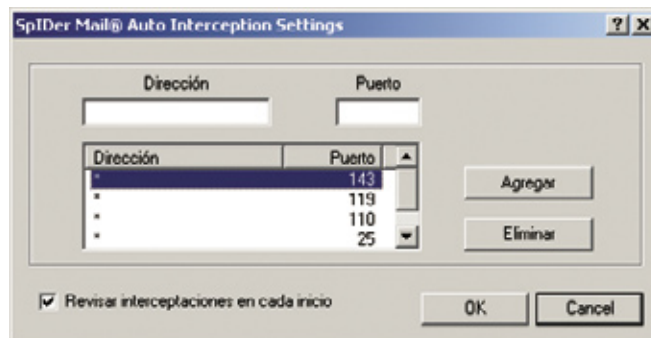 SpIDer Mail® Auto Interception Settings
Dirección Puerto
Dirección Puerto
* 143
* 119
* 110
* 25
Agregar
Eliminar
Revisar interceptaciones en cada inicio
OK Cancel